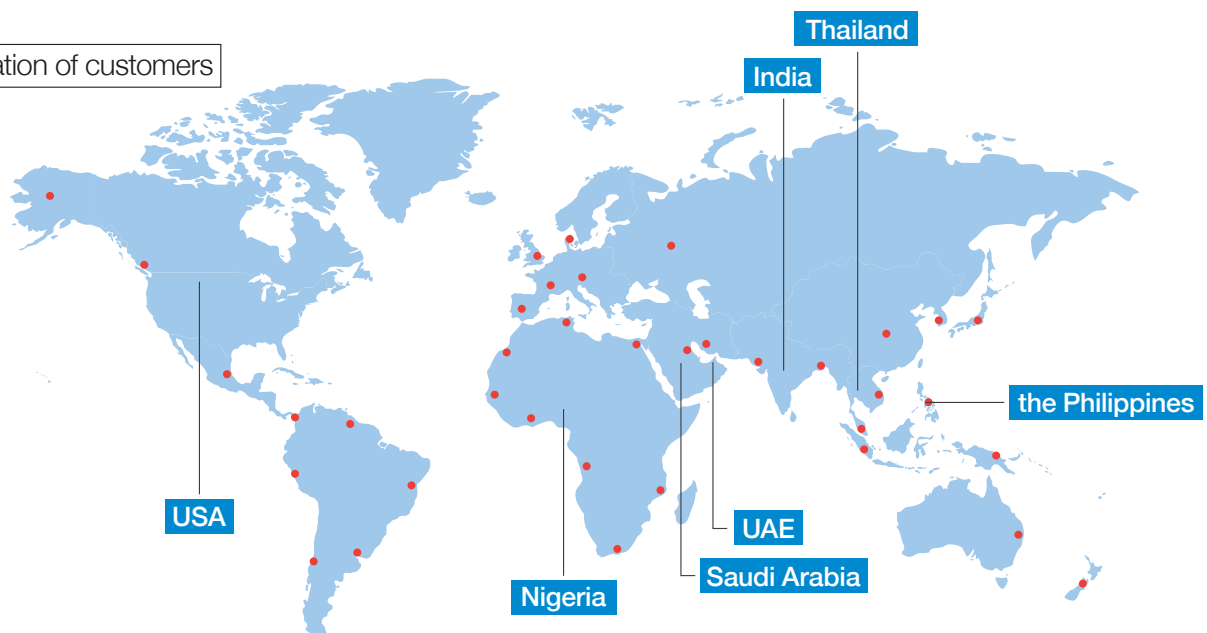 Thailand
ation of customers
India
the Philippines
USA
UAE
Saudi Arabia
Nigeria